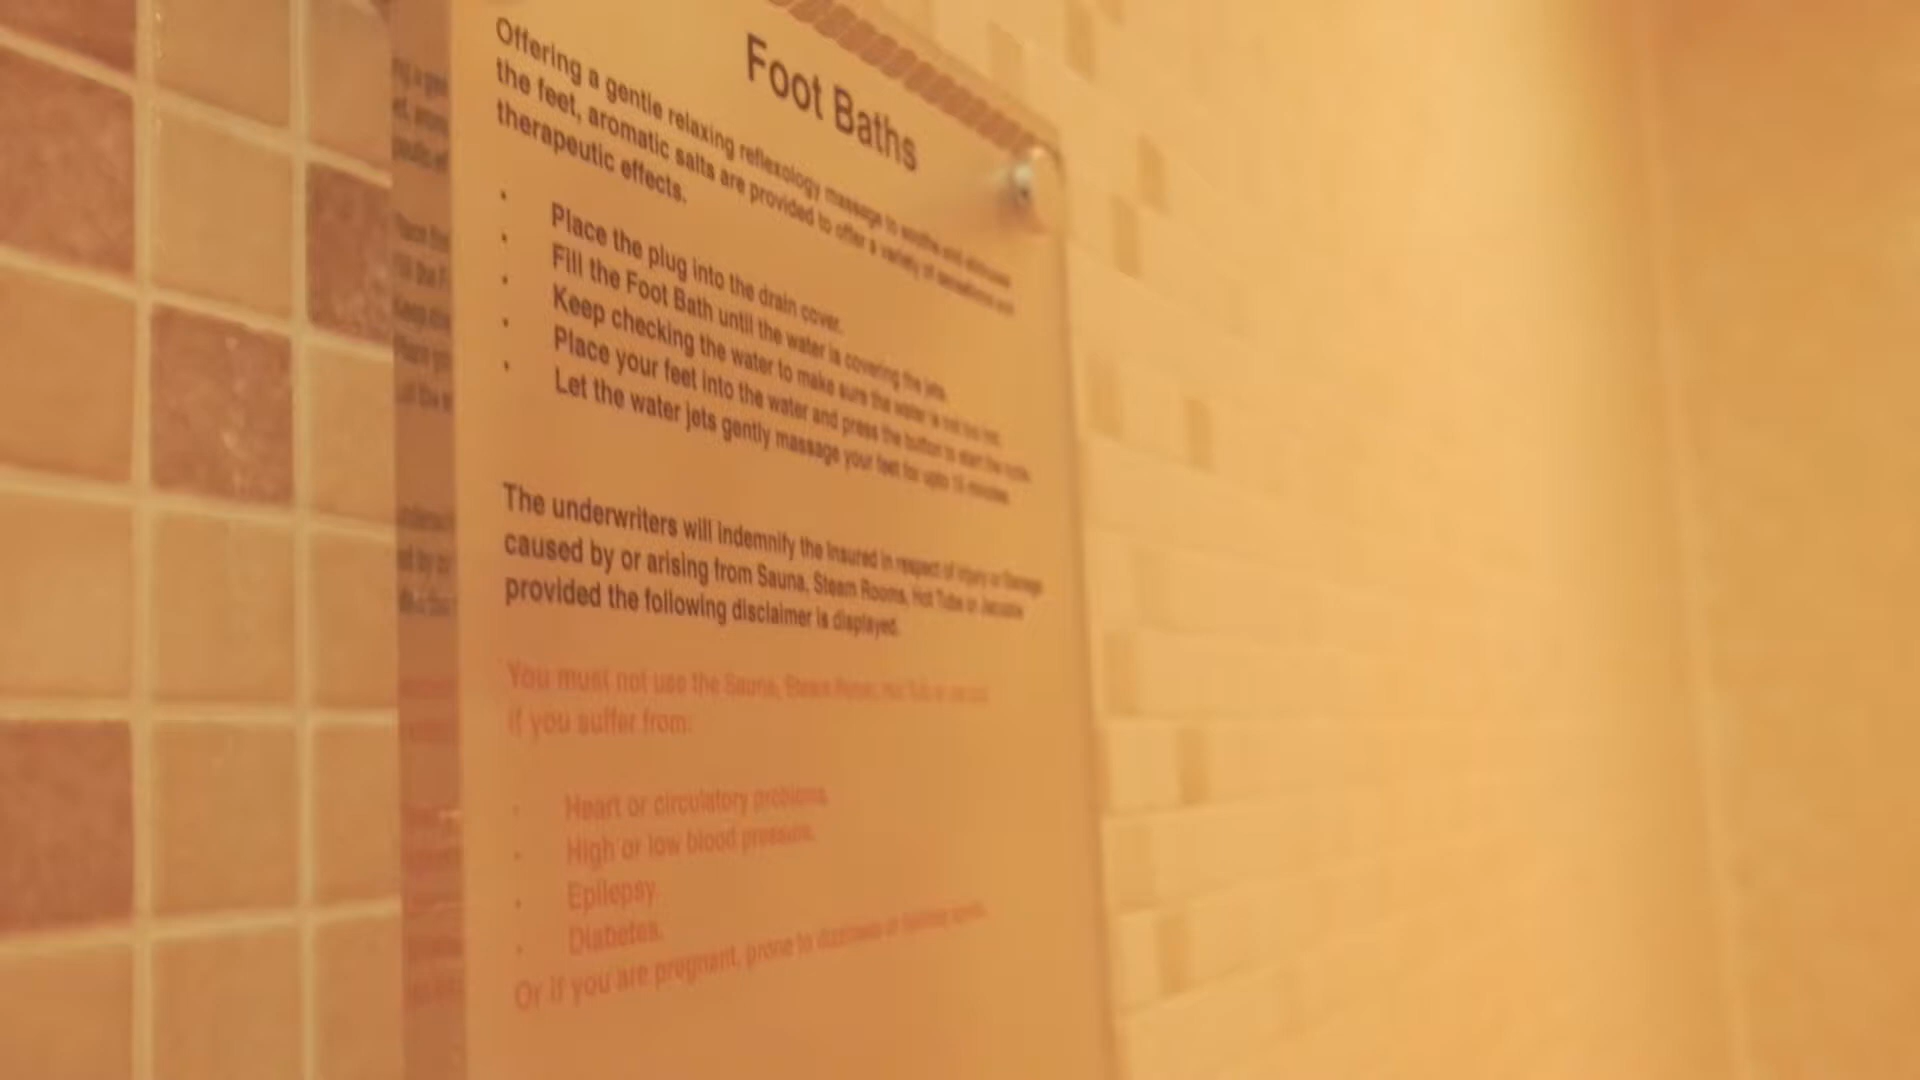 Foot Baths
Offering a gentle relaxing reflexology massage to soothe and
the feet, aromatic salts are provided to offer a variety of sensations and
therapeutic effects.
• Place the plug into the drain cover.
• Fill the Foot Bath until the water is covering the jets.
• Keep checking the water to make sure the water is not too hot.
• Place your feet into the water and press the button to start the
• Let the water jets gently massage your feet for upto 15 minutes.
The underwriters will indemnify the insured in respect of injury or Damage
caused by or arising from Sauna, Steam Rooms, Hot Tubs or Jacuzzis
provided the following disclaimer is displayed.
You must not use the Sauna, Steam Room, Hot Tub or
if you suffer from:
• Heart or circulatory problems.
• High or low blood pressure.
• Epilepsy
• Diabetes.
Or if you are pregnant, prone to dizziness or fainting spells.